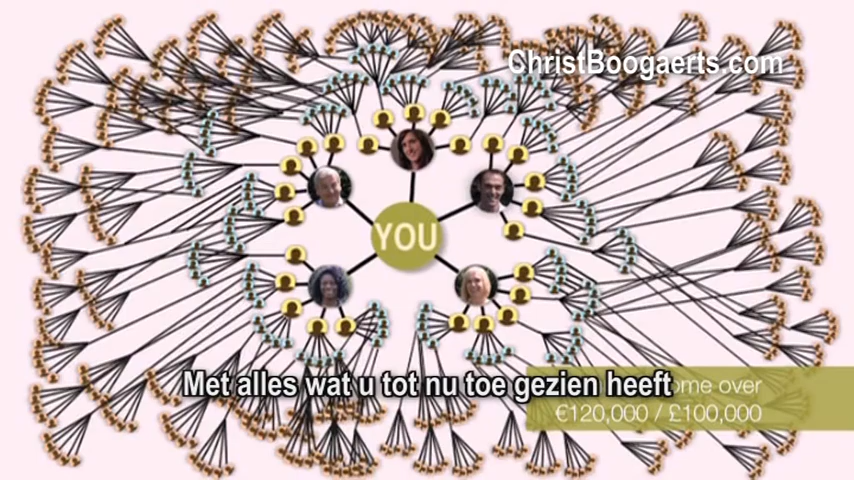 ChristBoogaerts.com
YOU
Met alles wat u tot nu toe gezien heeft
ome over
€120,000 / £100,000